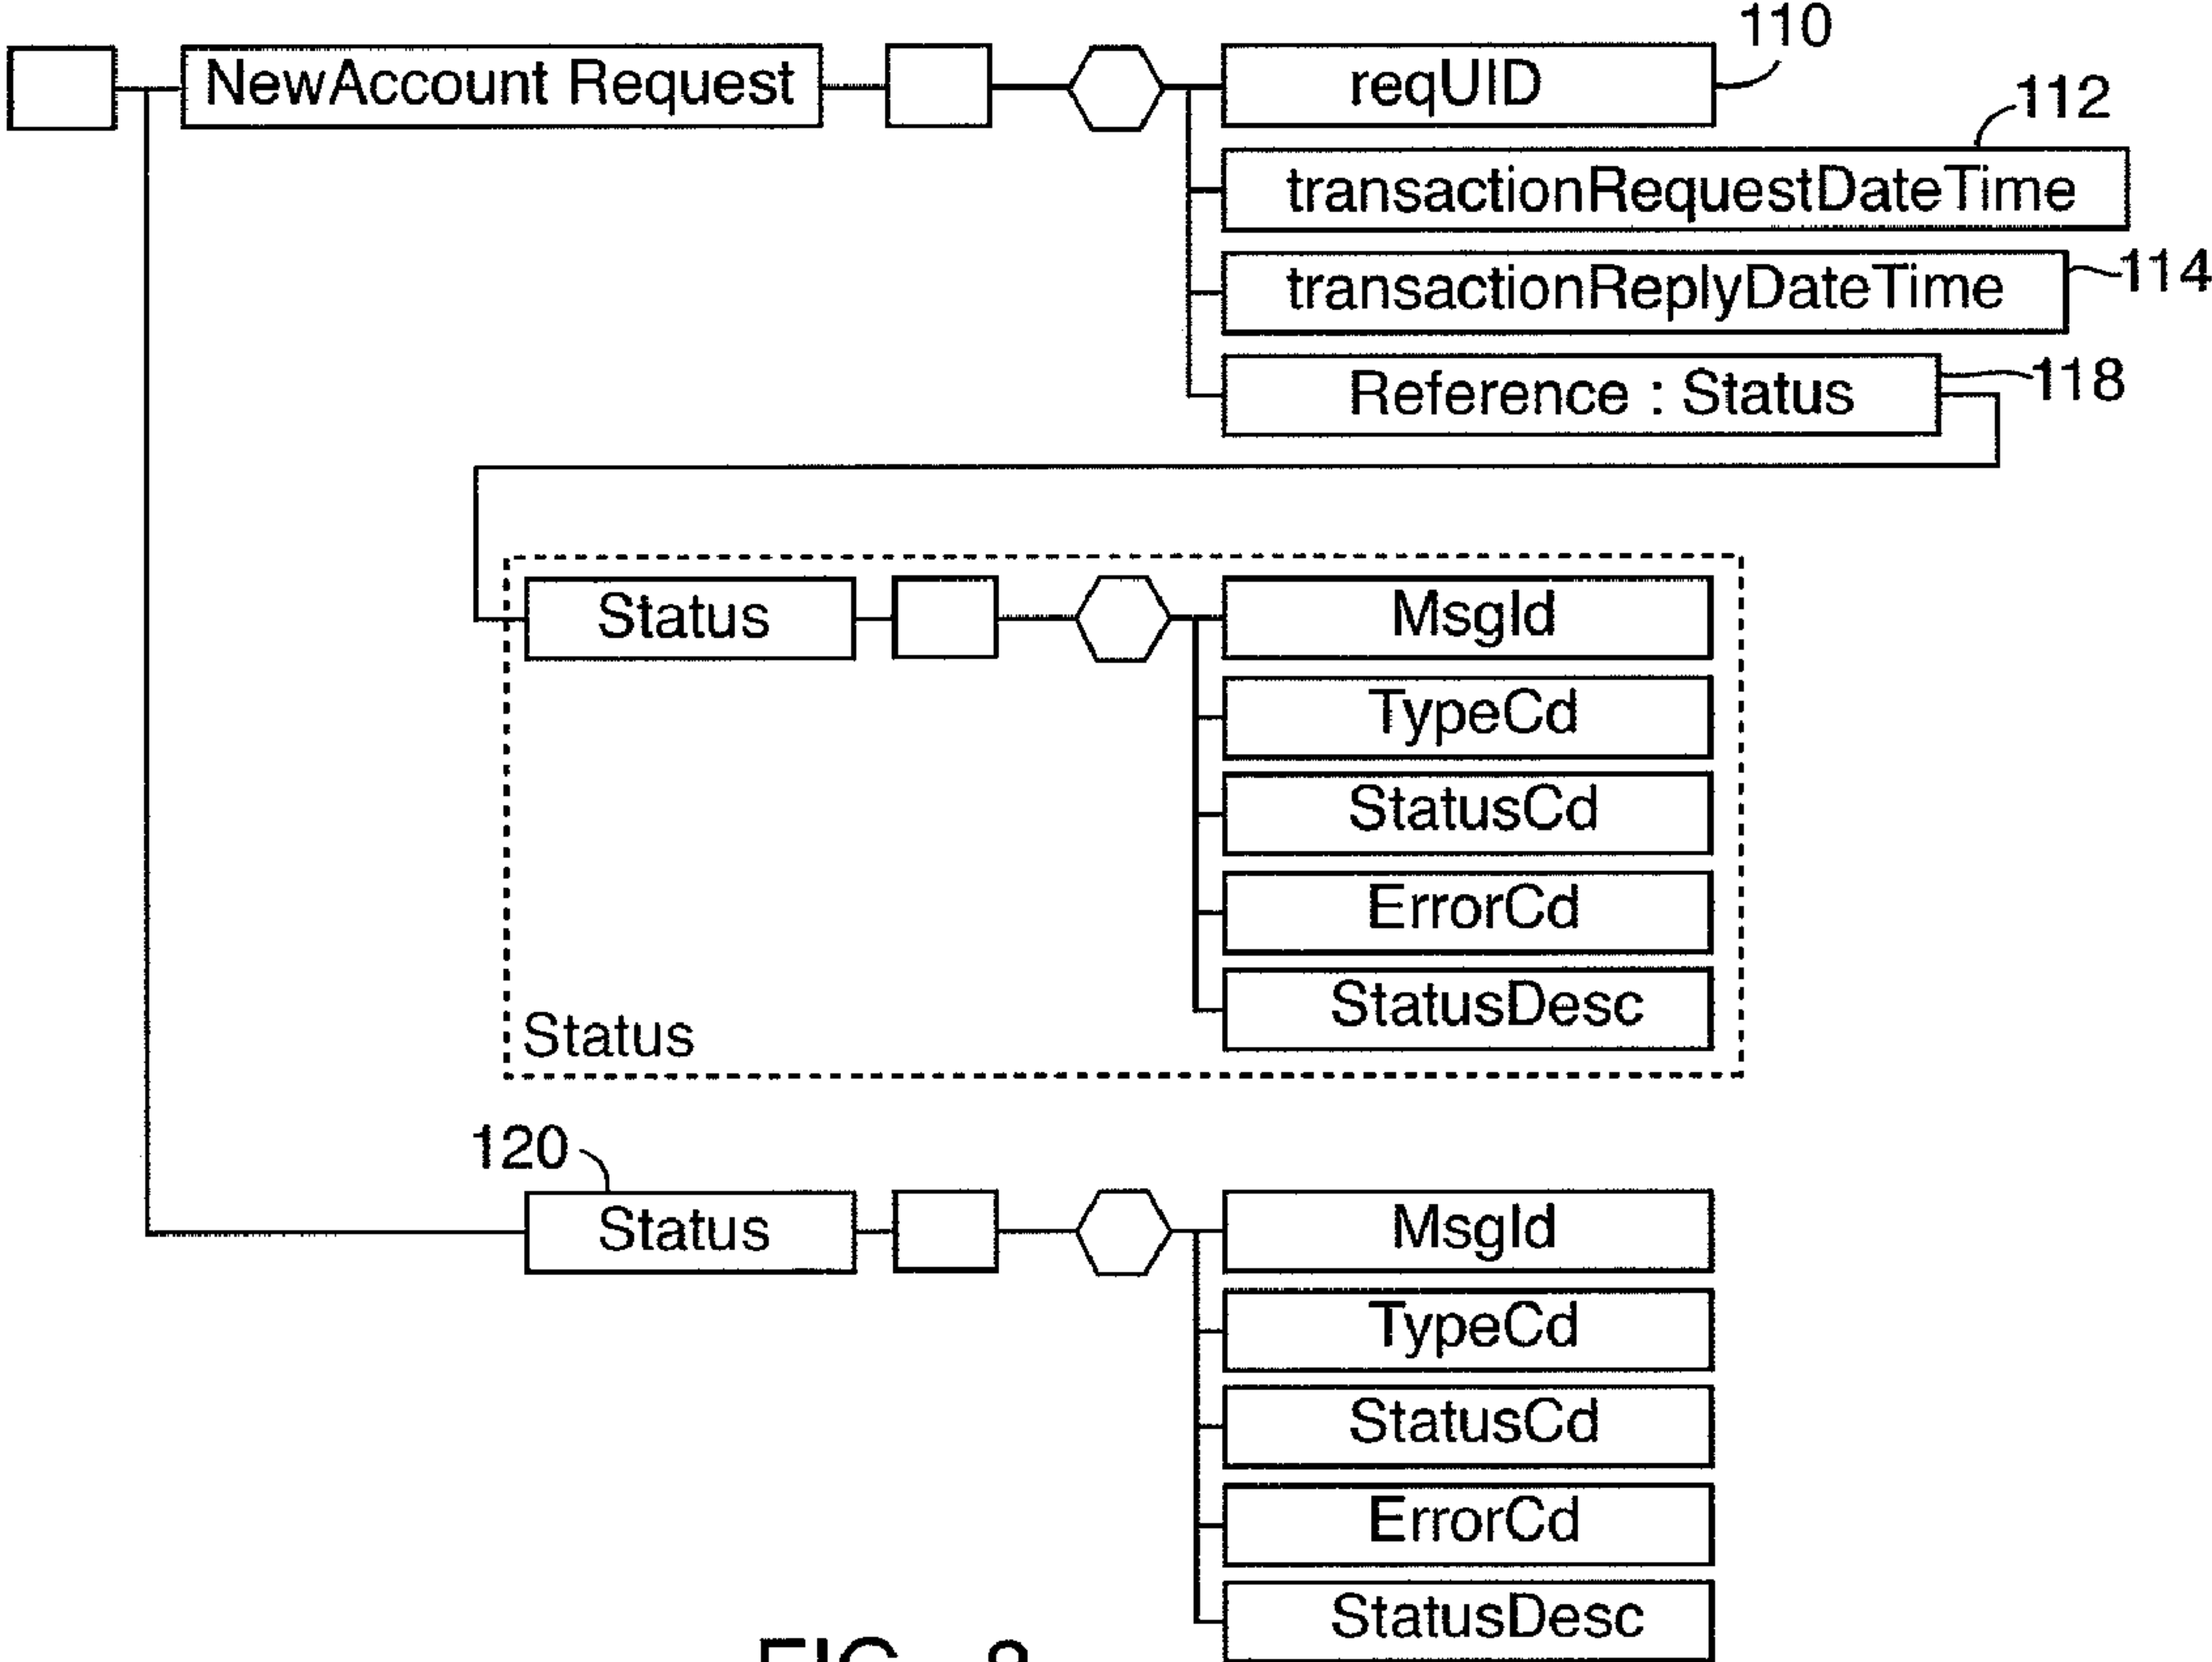 110
NewAccount Request
reqUID
112
transactionRequestDateTime
transactionReplyDateTime
114
Reference : Status
118
Status
MsgId
TypeCd
StatusCd
ErrorCd
StatusDesc
Status
120
Status
MsgId
TypeCd
StatusCd
ErrorCd
StatusDesc
FIG.